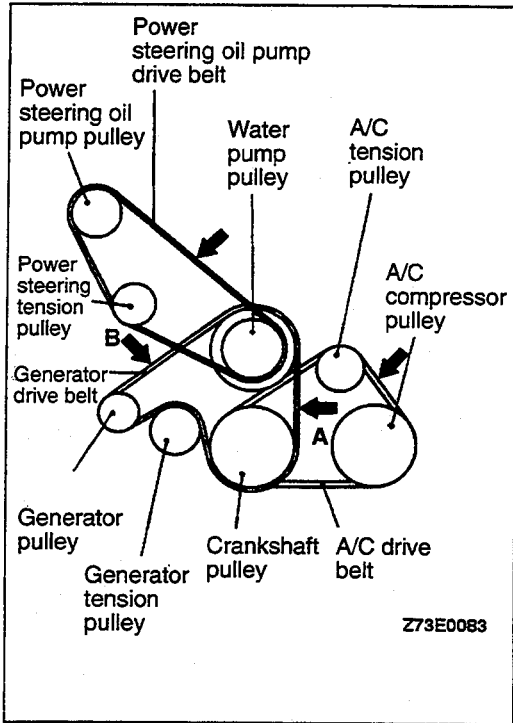 Power
steering oil pump
drive belt
Power
steering oil
pump pulley
Water
pump
pulley
A/C
tension
pulley
A/C
compressor
pulley
Power
steering
tension
pulley
B
Generator
drive belt
A
Generator
pulley
Generator
tension
pulley
Crankshaft
pulley
A/C drive
belt
Z73E0083